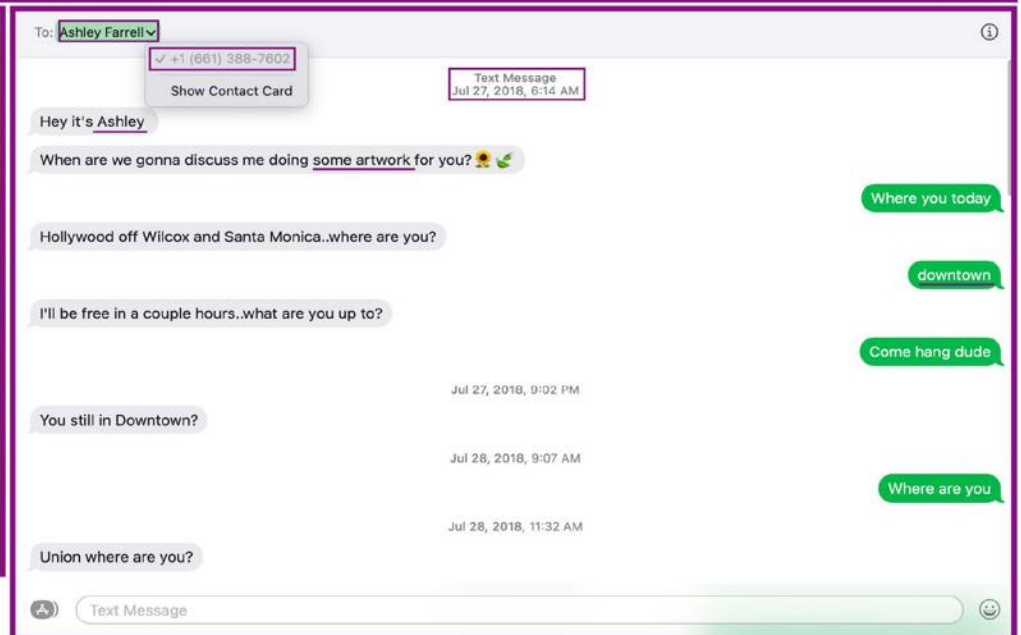 To: Ashley Farrell
✓ +1 (661) 388-7602
Show Contact Card
Text Message
Jul 27, 2018, 6:14 AM
Hey it's Ashley
When are we gonna discuss me doing some artwork for you?🌻🌿
Where you today
Hollywood off Wilcox and Santa Monica..where are you?
downtown
I'll be free in a couple hours..what are you up to?
Come hang dude
Jul 27, 2018, 9:02 PM
You still in Downtown?
Jul 28, 2018, 9:07 AM
Where are you
Jul 28, 2018, 11:32 AM
Union where are you?
Text Message